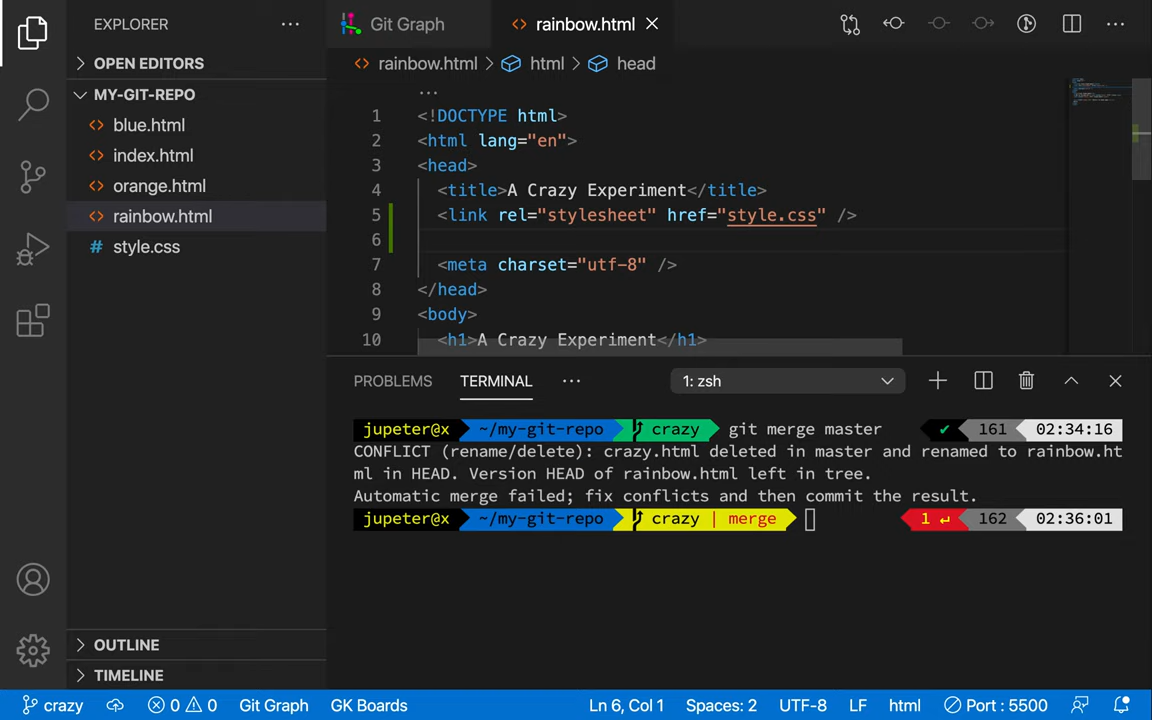 EXPLORER
OPEN EDITORS
MY-GIT-REPO
blue.html
index.html
orange.html
rainbow.html
# style.css
OUTLINE
TIMELINE
Git Graph
<> rainbow.html
<> rainbow.html > html > head
1 <!DOCTYPE html>
2 <html lang="en">
3 <head>
4 <title>A Crazy Experiment</title>
5 <link rel="stylesheet" href="style.css" />
6
7 <meta charset="utf-8" />
8 </head>
9 <body>
10 <h1>A Crazy Experiment</h1>
PROBLEMS TERMINAL ... 1: zsh
jupeter@x ~/my-git-repo crazy git merge master ✔ 161 02:34:16
CONFLICT (rename/delete): crazy.html deleted in master and renamed to rainbow.ht
ml in HEAD. Version HEAD of rainbow.html left in tree.
Automatic merge failed; fix conflicts and then commit the result.
jupeter@x ~/my-git-repo crazy | merge 1 ↵ 162 02:36:01
crazy 0 0 Git Graph GK Boards Ln 6, Col 1 Spaces: 2 UTF-8 LF html Port : 5500